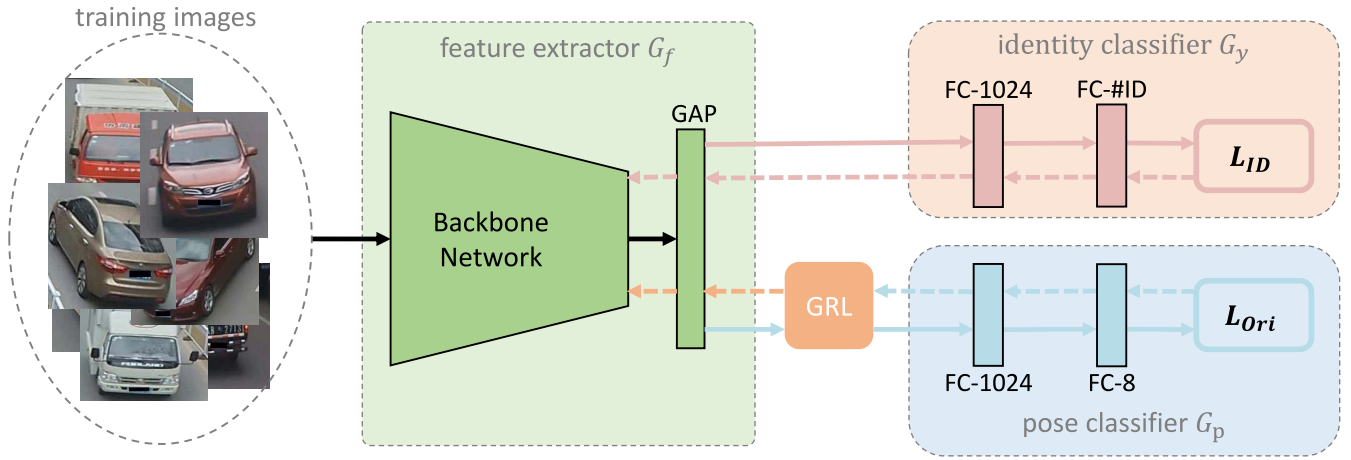 training images
feature extractor G_f
Backbone
Network
GAP
GRL
identity classifier G_y
FC-1024
FC-#ID
L_ID
L_Ori
FC-1024
FC-8
pose classifier G_p